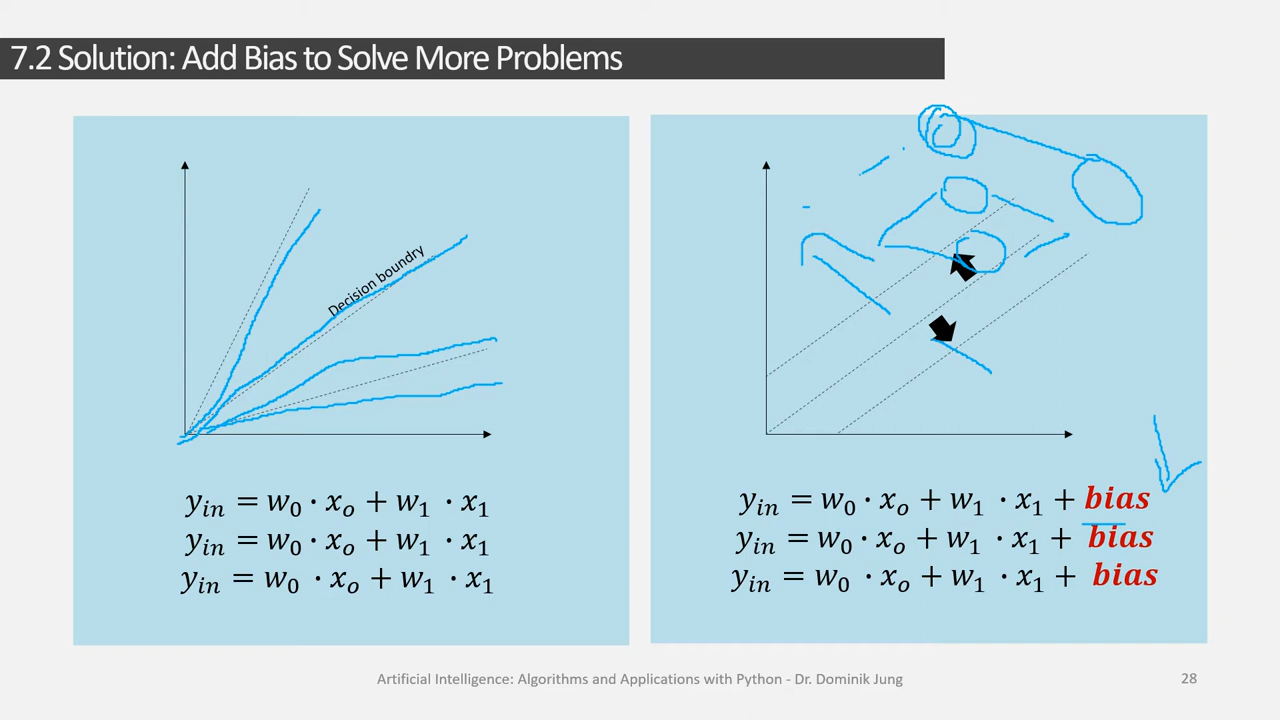 7.2 Solution: Add Bias to Solve More Problems
Decision boundry
y_in = w_0 · x_o + w_1 · x_1
y_in = w_0 · x_o + w_1 · x_1
y_in = w_0 · x_o + w_1 · x_1
y_in = w_0 · x_o + w_1 · x_1 + bias
y_in = w_0 · x_o + w_1 · x_1 + bias
y_in = w_0 · x_o + w_1 · x_1 + bias
Artificial Intelligence: Algorithms and Applications with Python - Dr. Dominik Jung
28